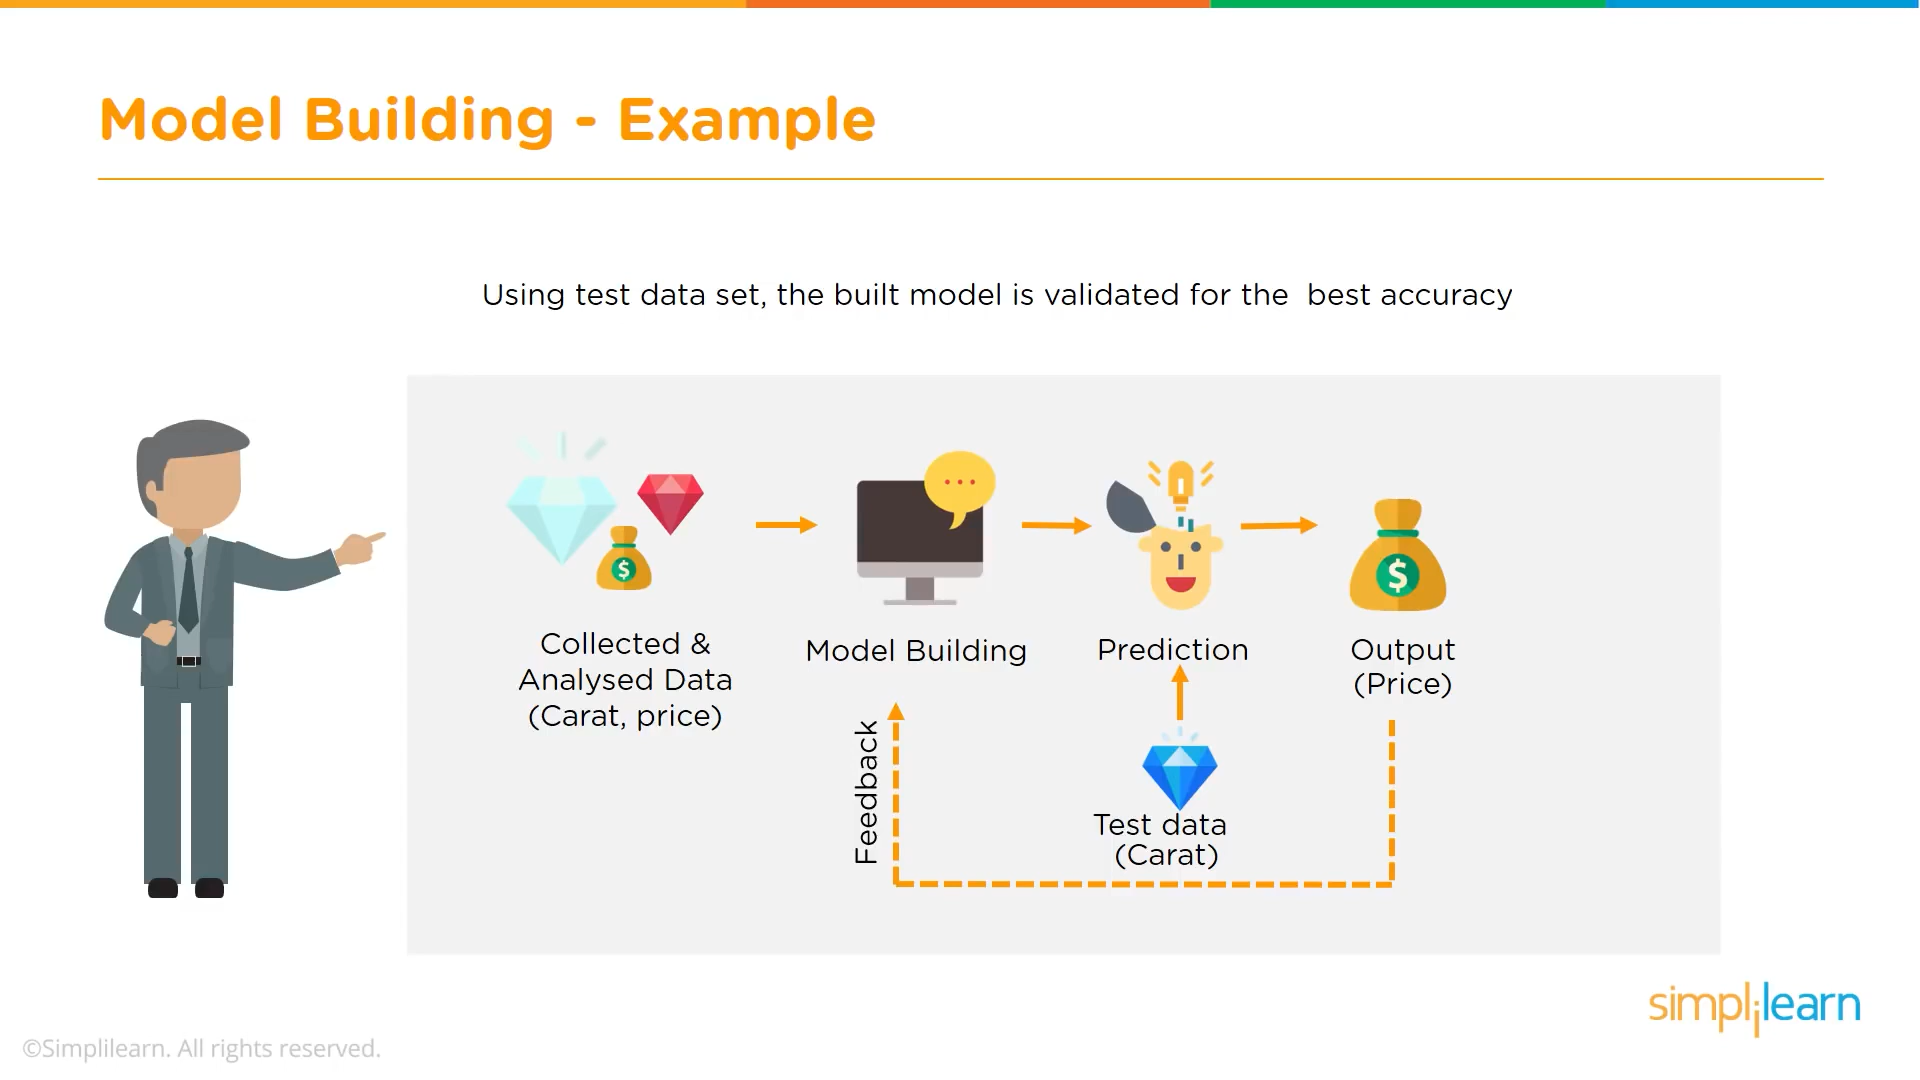 Model Building - Example
Using test data set, the built model is validated for the best accuracy
Collected &
Analysed Data
(Carat, price)
Model Building
Prediction
Output
(Price)
Feedback
Test data
(Carat)
$
$
simplilearn
©Simplilearn. All rights reserved.